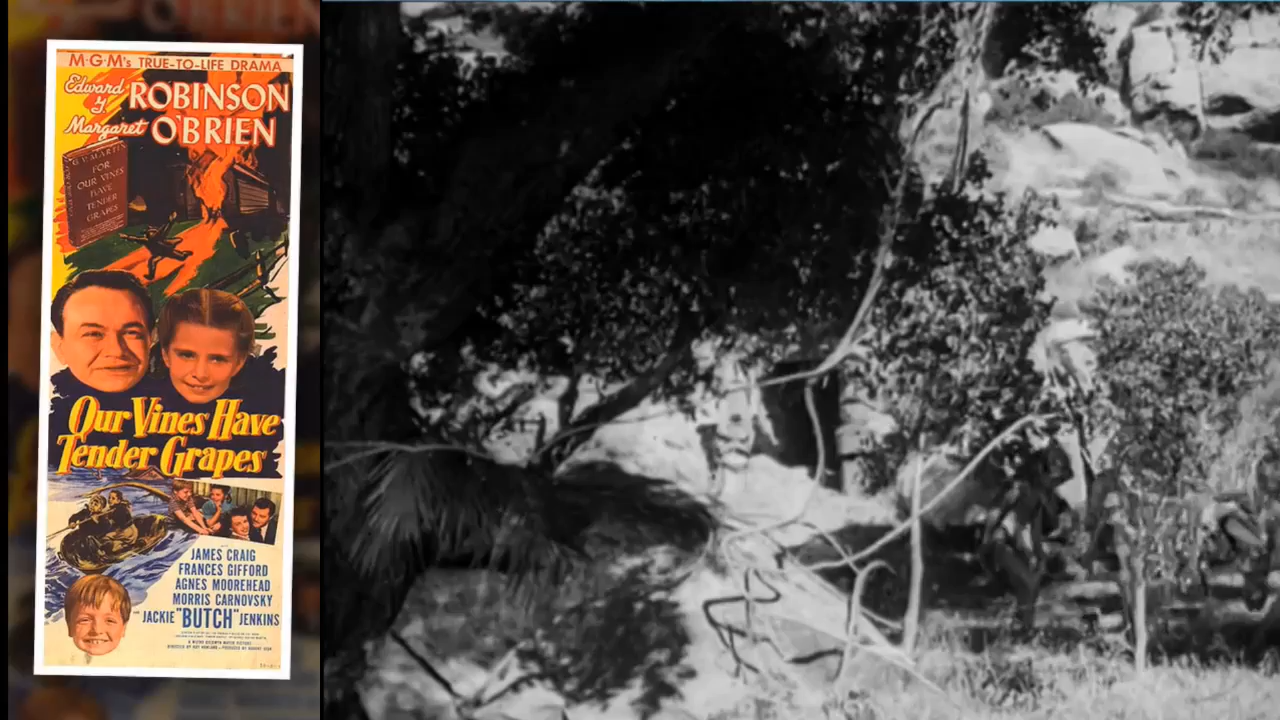 O'BRIEN
M·G·M's TRUE-TO-LIFE DRAMA
Edward
G.
ROBINSON
Margaret O'BRIEN
G. V. MARTIN
FOR
OUR VINES
HAVE
TENDER
GRAPES
Our Vines Have
Tender Grapes
JAMES CRAIG
FRANCES GIFFORD
AGNES MOOREHEAD
MORRIS CARNOVSKY
JACKIE "BUTCH" JENKINS